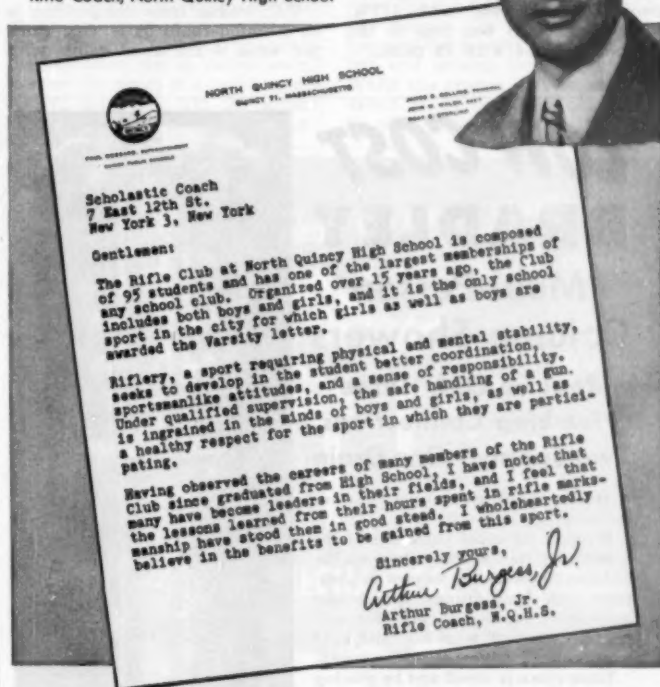 Rifle Coach, North Quincy High School
NORTH QUINCY HIGH SCHOOL
QUINCY 71, MASSACHUSETTS
Scholastic Coach
7 East 12th St.
New York 3, New York
Gentlemen:
The Rifle Club at North Quincy High School is composed
of 95 students and has one of the largest memberships of
any school club. Organized over 15 years ago, the Club
includes both boys and girls, and it is the only school
sport in the city for which girls as well as boys are
awarded the Varsity letter.
Riflery, a sport requiring physical and mental stability,
seeks to develop in the student better coordination,
sportsmanlike attitudes, and a sense of responsibility.
Under qualified supervision, the safe handling of a gun.
is ingrained in the minds of boys and girls, as well as
a healthy respect for the sport in which they are partici-
pating.
Having observed the careers of many members of the Rifle
Club since graduated from High School, I have noted that
many have become leaders in their fields, and I feel that
the lessons learred from their hours spent in rifle marks-
manship have stood them in good stead. I wholeheartedly
believe in the benefits to be gained from this sport.
Sincerely yours,
Arthur Burgess, Jr.
Arthur Burgess, Jr.
Rifle Coach, N.Q.H.S.